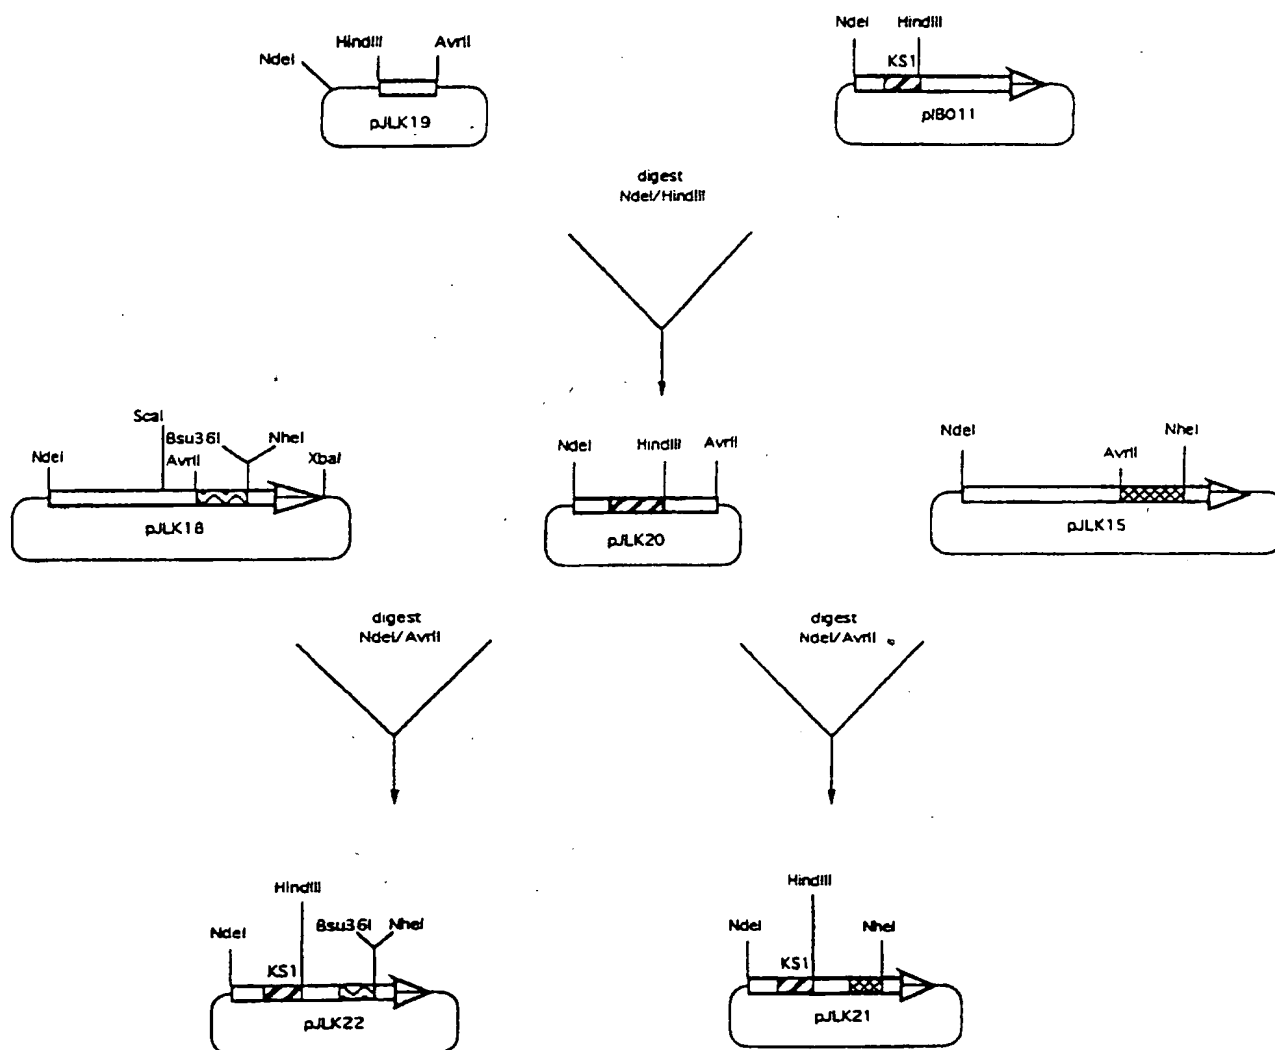 NdeI
HindIII
AvrII
pJLK19
NdeI
HindIII
KS1
pIB011
digest
NdeI/HindIII
NdeI
ScaI
AvrII
Bsu36I
NheI
XbaI
pJLK18
NdeI
HindIII
AvrII
pJLK20
NdeI
AvrII
NheI
pJLK15
digest
NdeI/AvrII
digest
NdeI/AvrII
NdeI
KS1
HindIII
Bsu36I
NheI
pJLK22
NdeI
KS1
HindIII
NheI
pJLK21